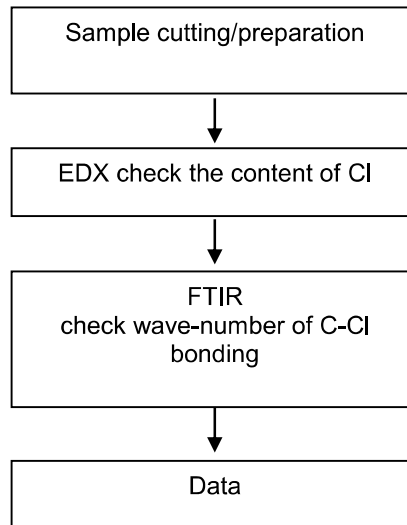 Sample cutting/preparation
EDX check the content of Cl
FTIR
check wave-number of C-Cl
bonding
Data